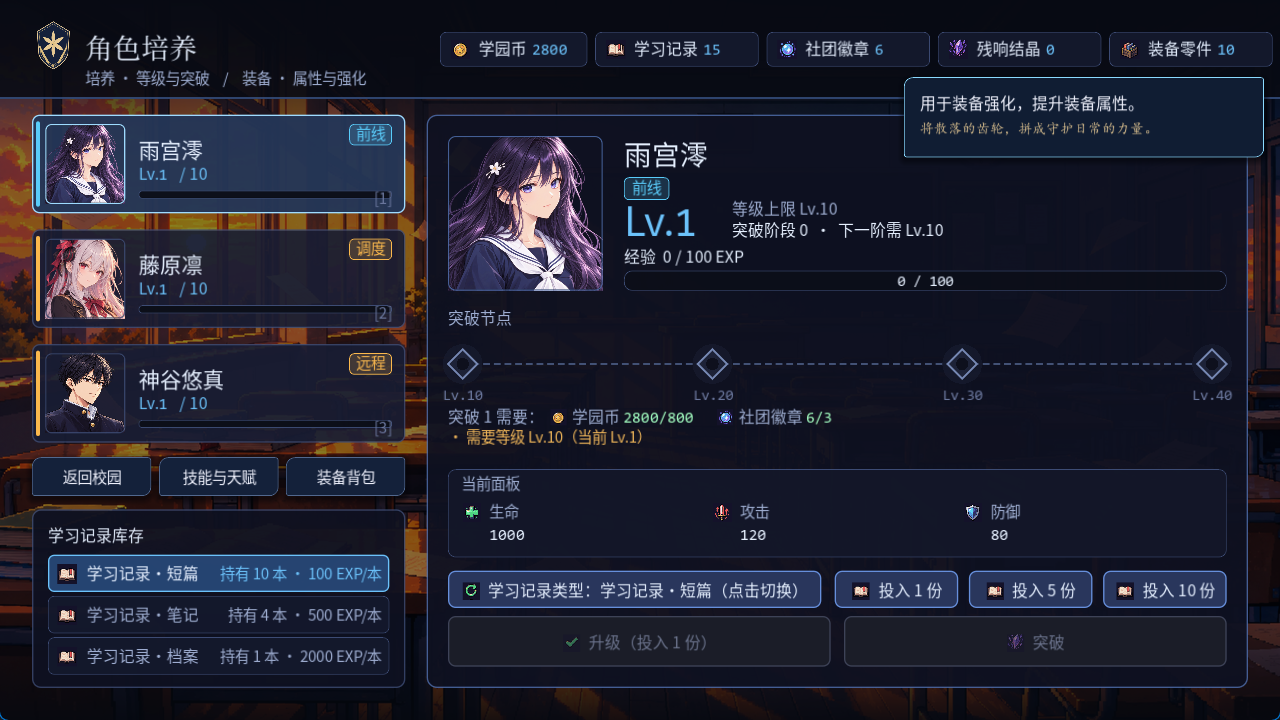 角色培养
培养 · 等级与突破 / 装备 · 属性与强化
学园币 2800
学习记录 15
社团徽章 6
残响结晶 0
装备零件 10
用于装备强化，提升装备属性。
将散落的齿轮，拼成守护日常的力量。
雨宫澪
前线
Lv.1 / 10
[1]
藤原凛
调度
Lv.1 / 10
[2]
神谷悠真
远程
Lv.1 / 10
[3]
返回校园
技能与天赋
装备背包
学习记录库存
学习记录·短篇 持有 10 本 · 100 EXP/本
学习记录·笔记 持有 4 本 · 500 EXP/本
学习记录·档案 持有 1 本 · 2000 EXP/本
雨宫澪
前线
Lv.1
等级上限 Lv.10
突破阶段 0 · 下一阶需 Lv.10
经验 0 / 100 EXP
0 / 100
突破节点
Lv.10
Lv.20
Lv.30
Lv.40
突破 1 需要： 学园币 2800/800 社团徽章 6/3
· 需要等级 Lv.10（当前 Lv.1）
当前面板
生命
1000
攻击
120
防御
80
学习记录类型：学习记录·短篇（点击切换）
投入 1 份
投入 5 份
投入 10 份
升级（投入 1 份）
突破